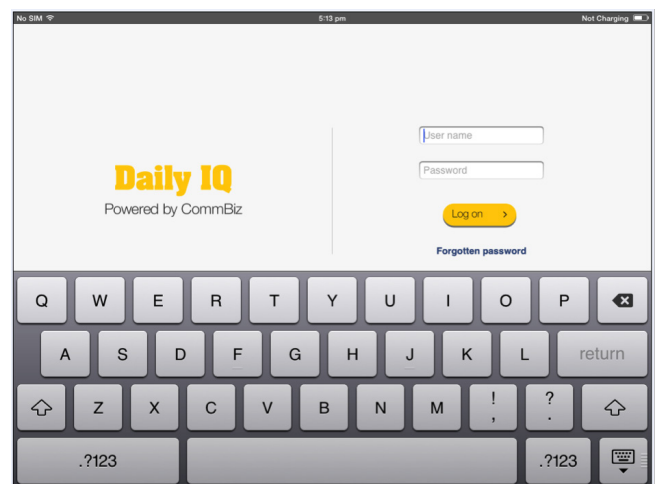 No SIM 5:13 pm Not Charging
User name
Password
Daily IQ
Powered by CommBiz
Log on >
Forgotten password
Q W E R T Y U I O P
A S D F G H J K L return
Z X C V B N M ! , ? .
.?123 .?123